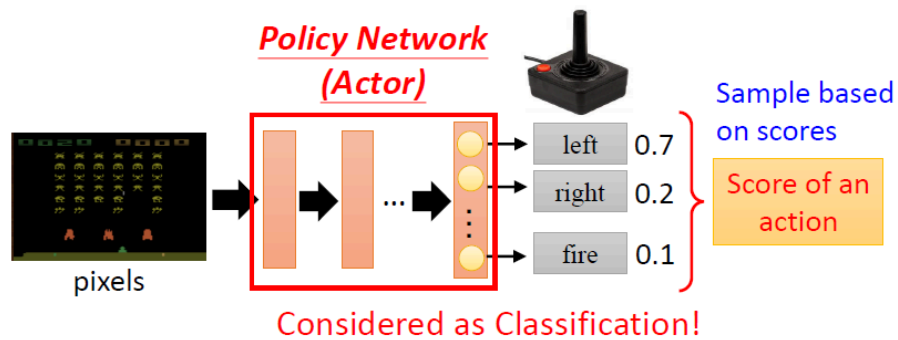 Policy Network
(Actor)
Sample based
on scores
left 0.7
right 0.2
...
fire 0.1
Score of an
action
pixels
Considered as Classification!